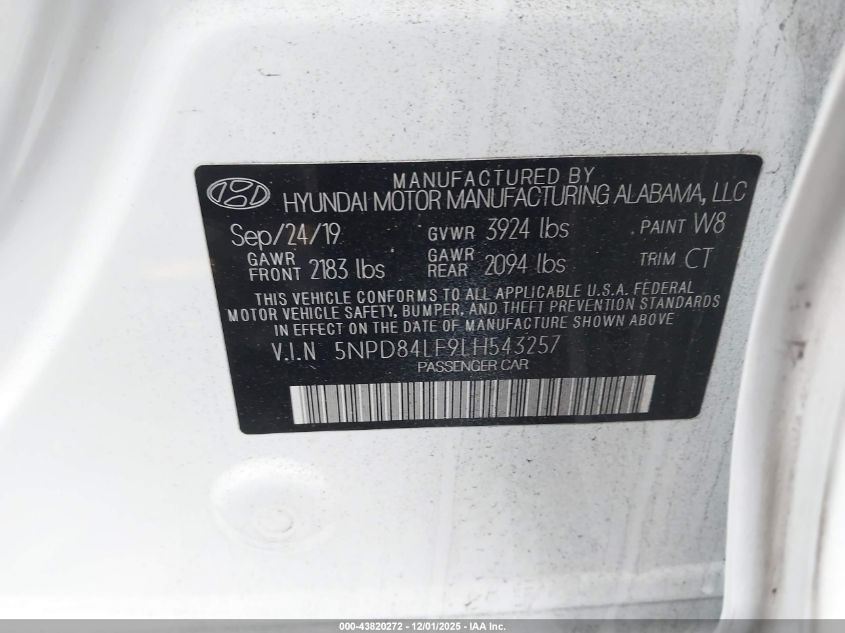 MANUFACTURED BY
HYUNDAI MOTOR MANUFACTURING ALABAMA, LLC
Sep/24/19 GVWR 3924 lbs PAINT W8
GAWR FRONT 2183 lbs GAWR REAR 2094 lbs TRIM CT
THIS VEHICLE CONFORMS TO ALL APPLICABLE U.S.A. FEDERAL
MOTOR VEHICLE SAFETY, BUMPER, AND THEFT PREVENTION STANDARDS
IN EFFECT ON THE DATE OF MANUFACTURE SHOWN ABOVE
V.I.N 5NPD84LF9LH543257
PASSENGER CAR
000-43820272 - 12/01/2025 - IAA Inc.